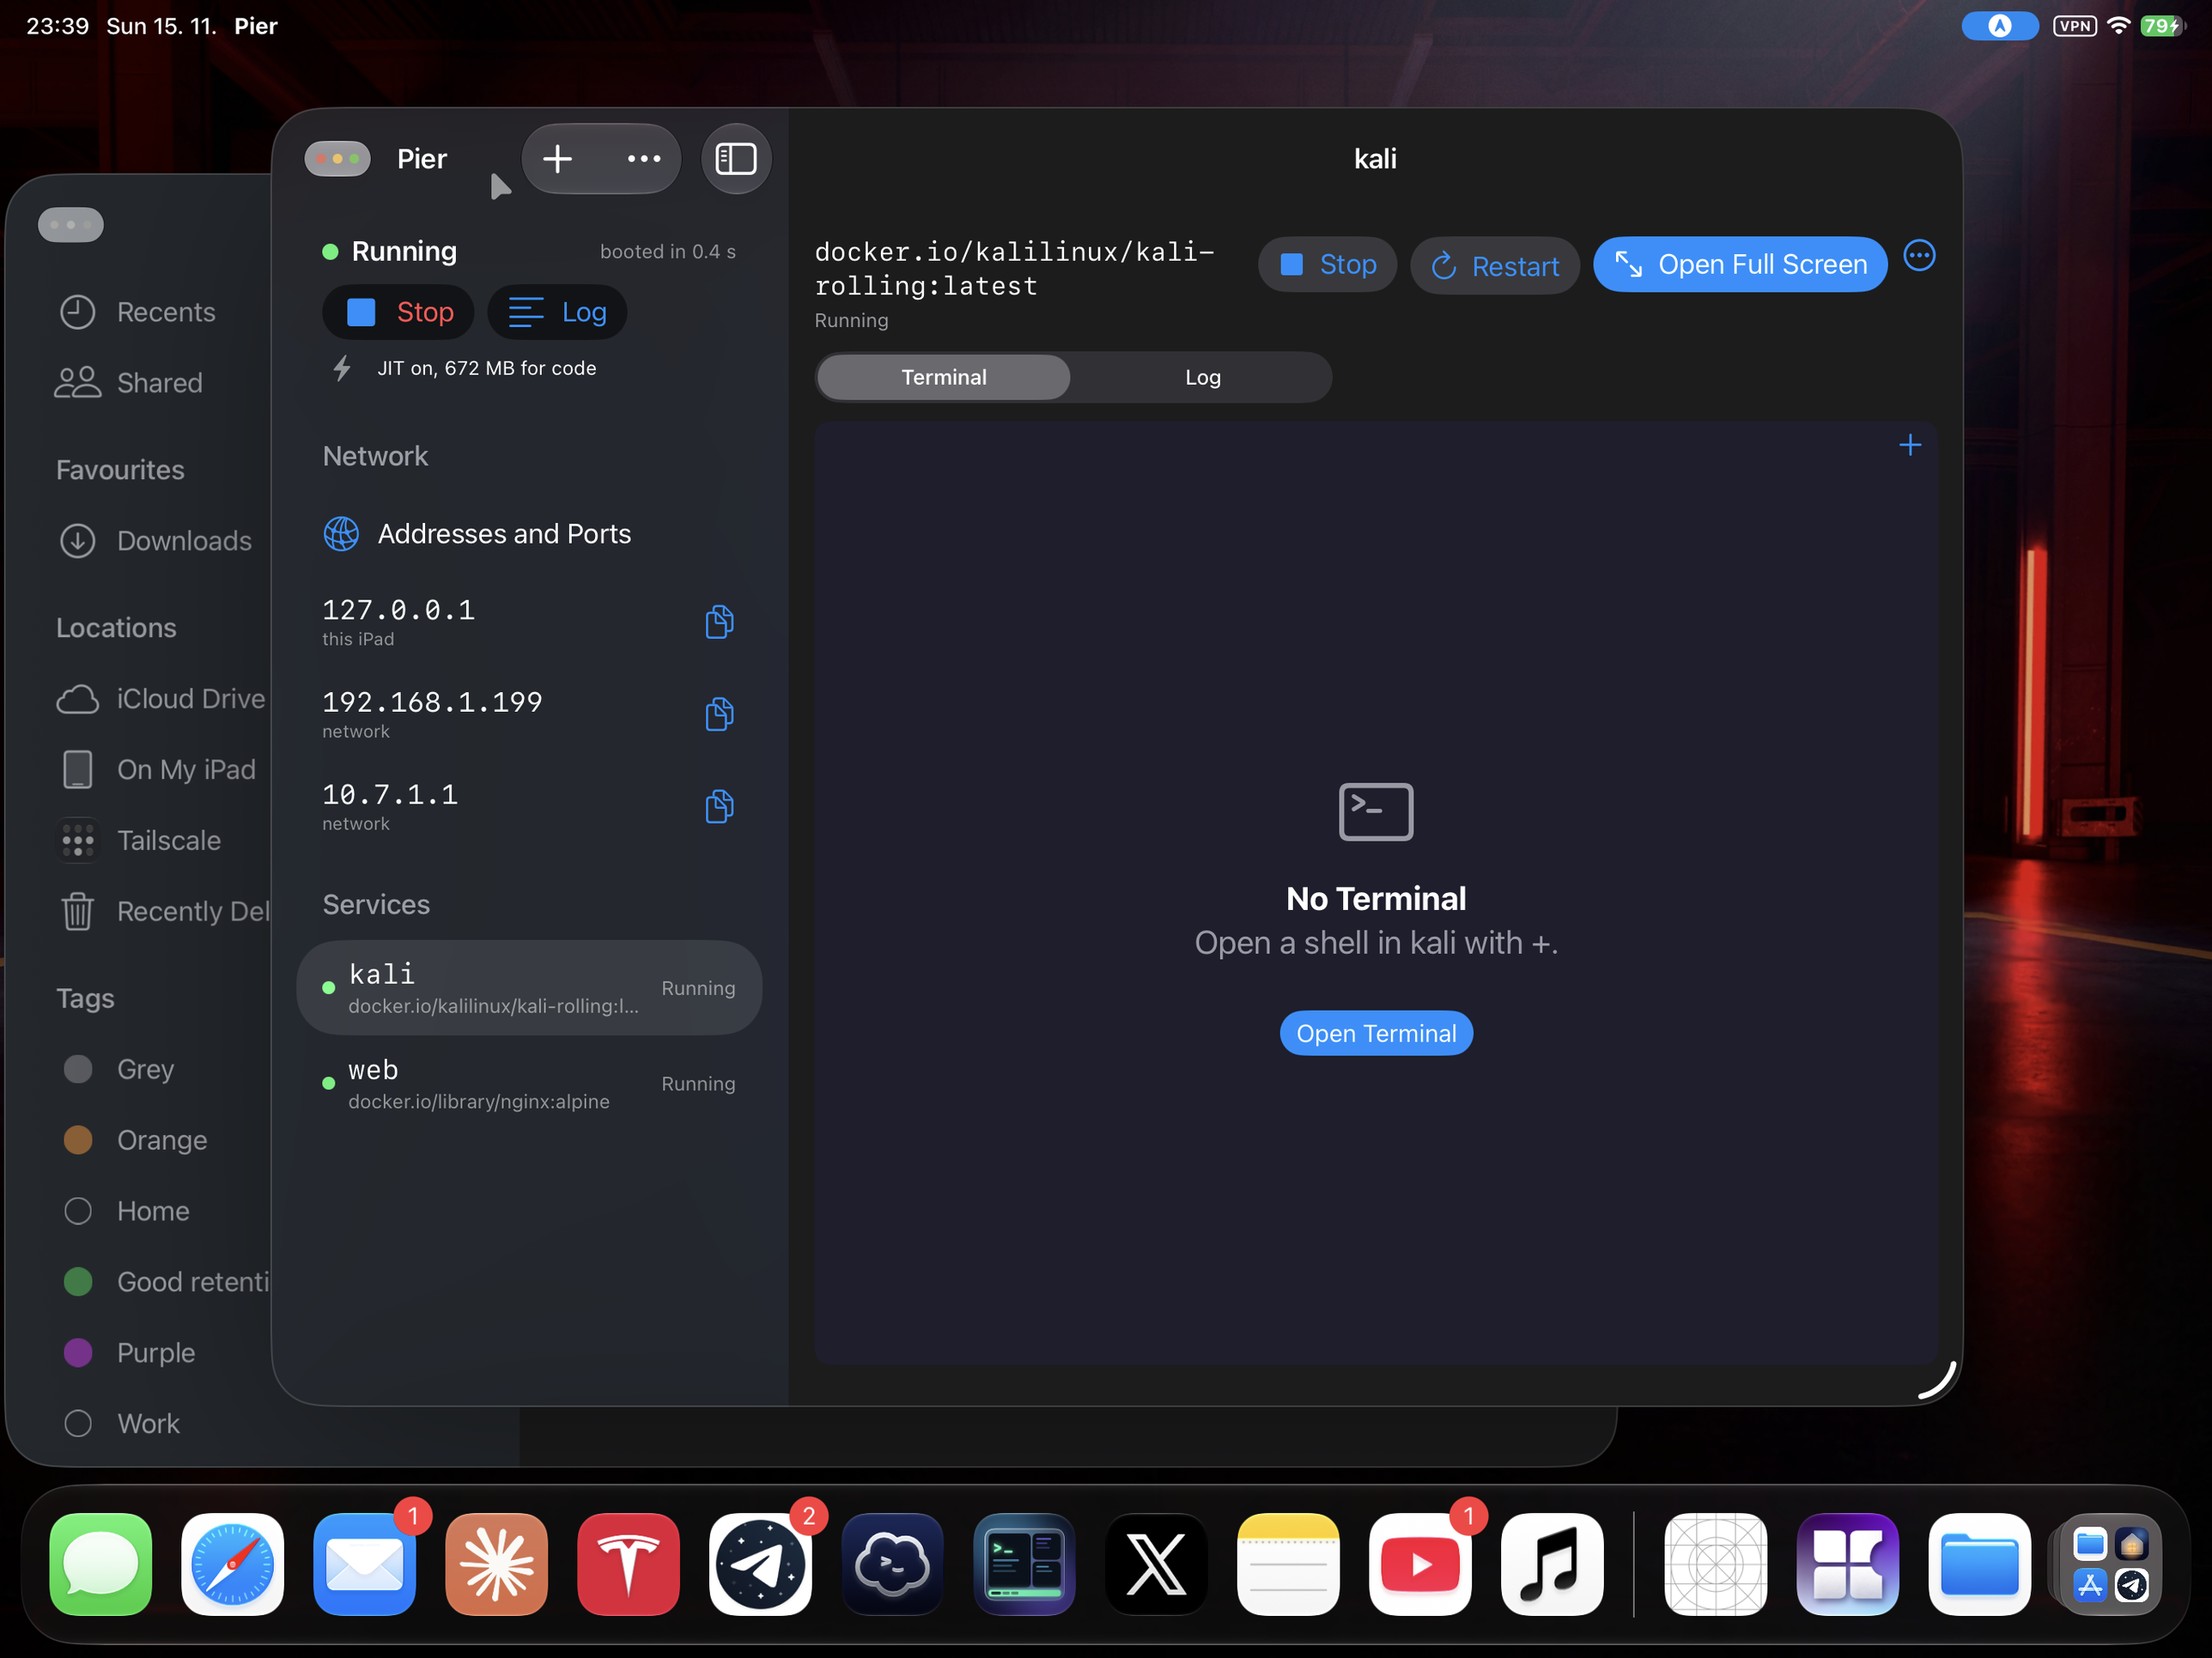 23:39 Sun 15. 11. Pier
VPN
79
Recents
Shared
Favourites
Downloads
Locations
iCloud Drive
On My iPad
Tailscale
Recently Del
Tags
Grey
Orange
Home
Good retenti
Purple
Work
Pier
Running
booted in 0.4 s
Stop
Log
JIT on, 672 MB for code
Network
Addresses and Ports
127.0.0.1
this iPad
192.168.1.199
network
10.7.1.1
network
Services
kali
docker.io/kalilinux/kali-rolling:l...
Running
web
docker.io/library/nginx:alpine
Running
kali
docker.io/kalilinux/kali-
rolling:latest
Running
Stop
Restart
Open Full Screen
Terminal
Log
>-
No Terminal
Open a shell in kali with +.
Open Terminal
1
2
1